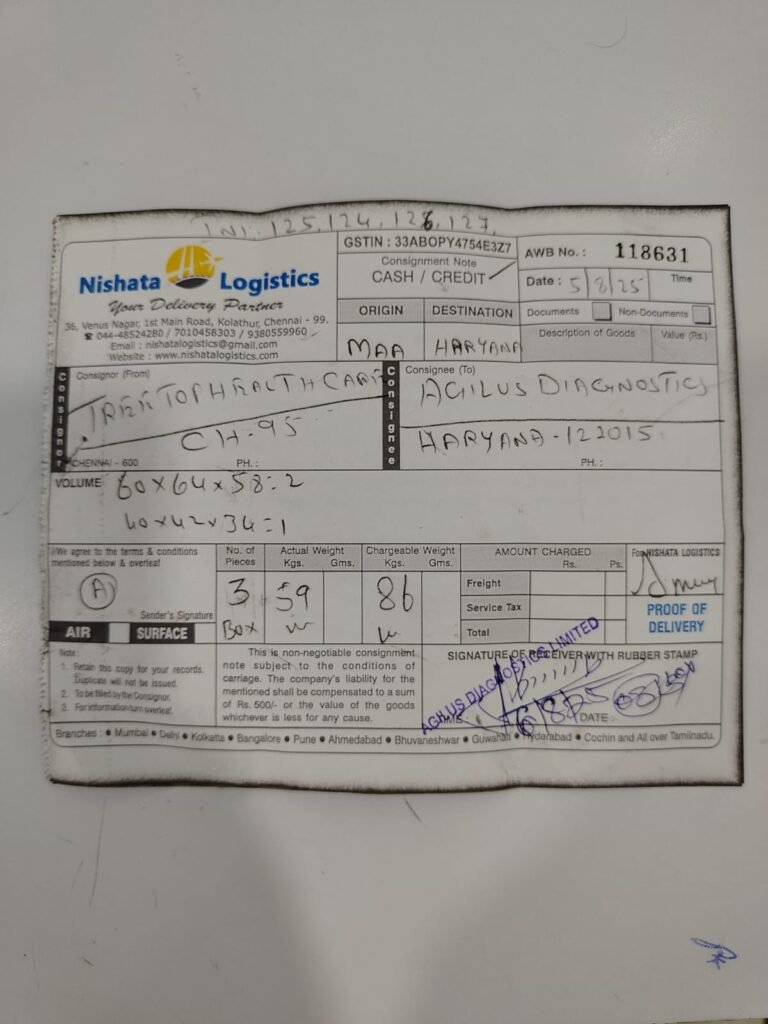 INV. 125, 124, 126, 127
Nishata Logistics
Your Delivery Partner
36, Venus Nagar, 1st Main Road, Kolathur, Chennai - 99.
☎ 044-48524280 / 7010458303 / 9380559960
Email : nishatalogistics@gmail.com
Website : www.nishatalogistics.com
GSTIN : 33ABOPY4754E3Z7
Consignment Note
CASH / CREDIT ✓
ORIGIN DESTINATION
MAA HARYANA
AWB No. : 118631
Date : 5/8/25 Time
Documents Non-Documents
Description of Goods Value (Rs.)
Consignor
Consignor (From)
TREETOP HEALTH CARE
CH-95
CHENNAI - 600 PH. :
Consignee
Consignee (To)
AGILUS DIAGNOSTICS
HARYANA - 122015
PH. :
VOLUME 60x64x58=2
40x42x34=1
I/We agree to the terms & conditions
mentioned below & overleaf
A
Sender's Signature
AIR SURFACE
No. of Pieces
3
Box
Actual Weight
Kgs. Gms.
59
Chargeable Weight
Kgs. Gms.
86
AMOUNT CHARGED
Rs. Ps.
Freight
Service Tax
Total
For NISHATA LOGISTICS
PROOF OF
DELIVERY
Note :
1. Retain this copy for your records.
Duplicate will not be issued.
2. To be filled by the Consignor.
3. For information turn overleaf.
This is non-negotiable consignment
note subject to the conditions of
carriage. The company's liability for
the mentioned shall be compensated to a sum
of Rs. 500/- or the value of the goods
whichever is less for any cause.
SIGNATURE OF RECEIVER WITH RUBBER STAMP
AGILUS DIAGNOSTICS LIMITED
DATE :
Branches : • Mumbai • Delhi • Kolkatta • Bangalore • Pune • Ahmedabad • Bhuvaneshwar • Guwahati • Hyderabad • Cochin and All over Tamilnadu.